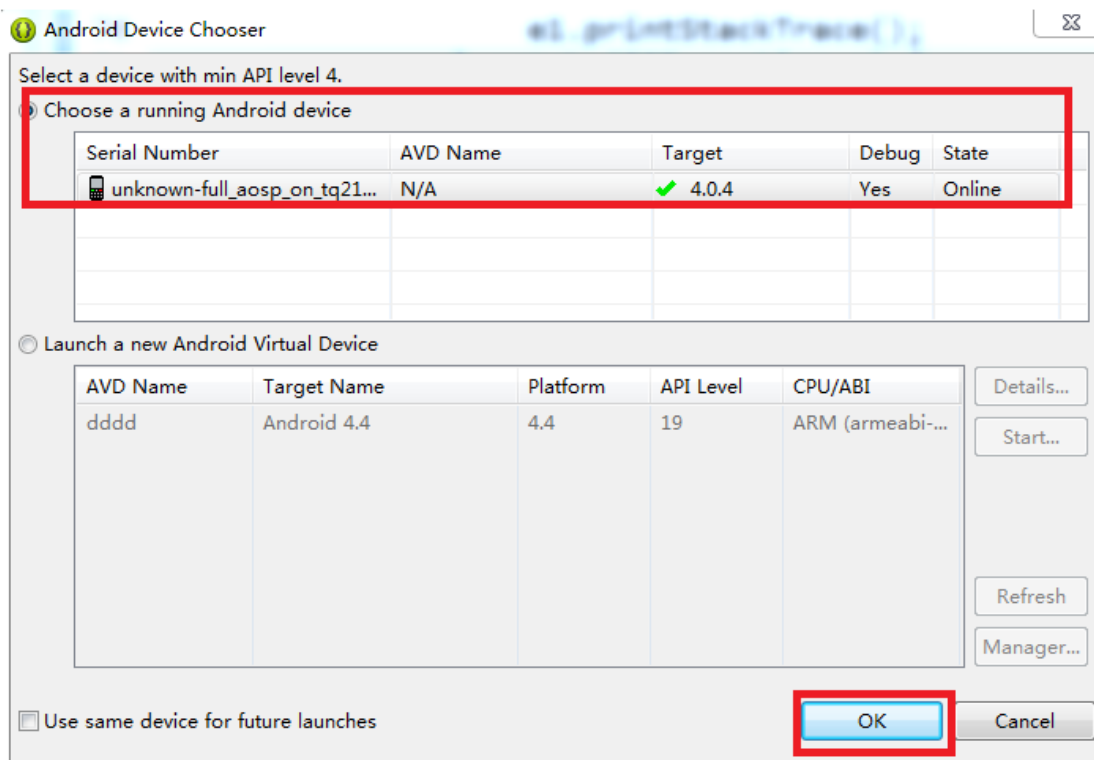 Android Device Chooser
e1.printStackTrace();
Select a device with min API level 4.
Choose a running Android device
Serial Number AVD Name Target Debug State
unknown-full_aosp_on_tq21... N/A 4.0.4 Yes Online
Launch a new Android Virtual Device
AVD Name Target Name Platform API Level CPU/ABI
dddd Android 4.4 4.4 19 ARM (armeabi-...
Details...
Start...
Refresh
Manager...
Use same device for future launches
OK Cancel